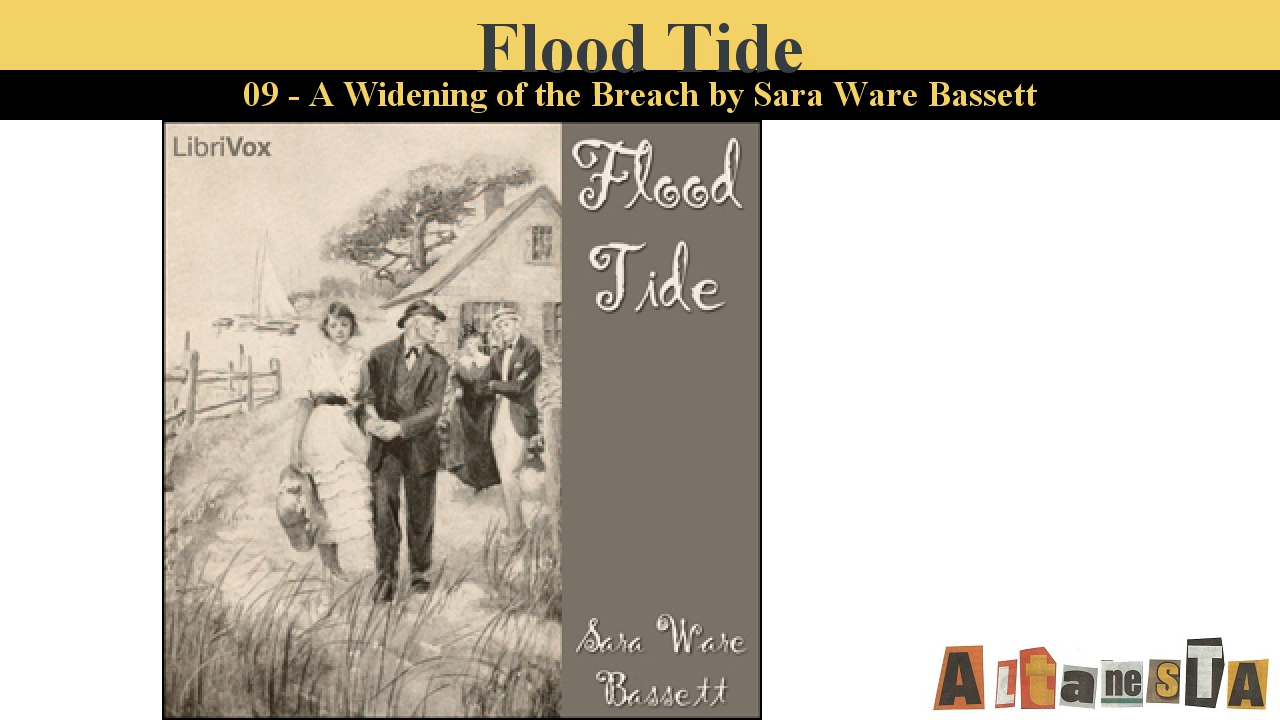 Flood Tide
09 - A Widening of the Breach by Sara Ware Bassett
LibriVox
Flood
Tide
Sara Ware
Bassett
AltanesTA